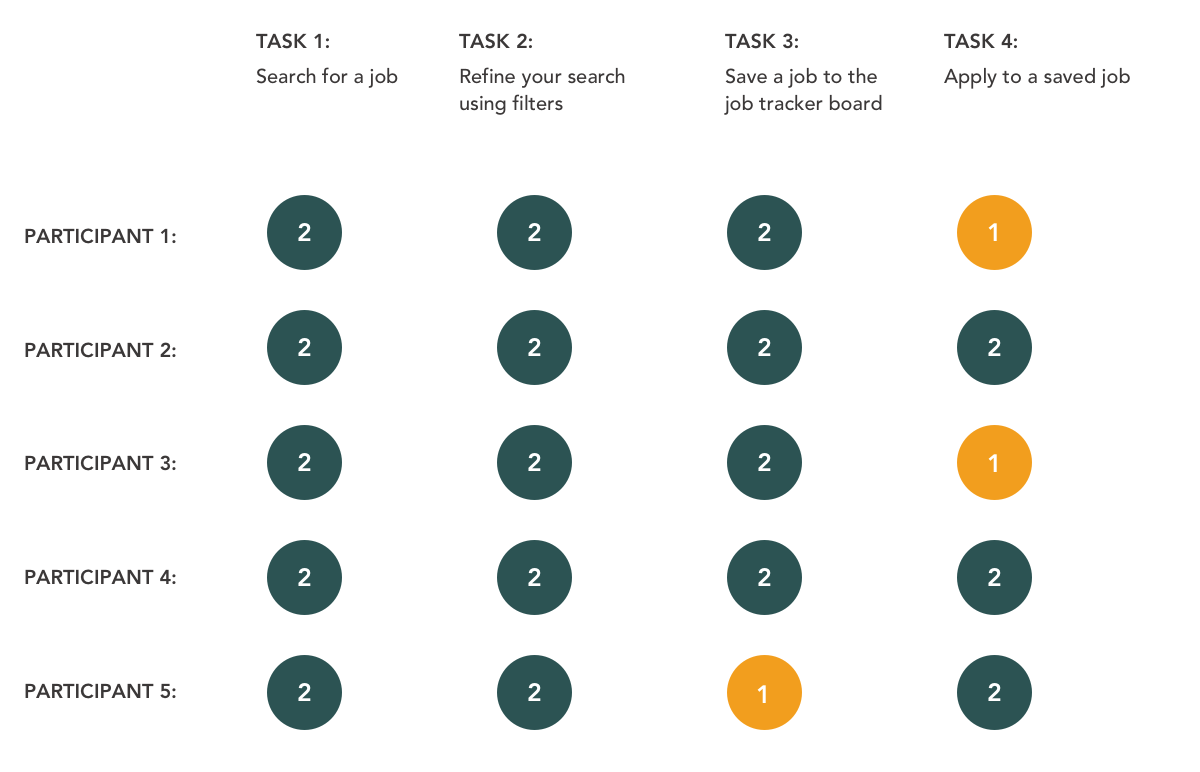 TASK 1:
TASK 2:
TASK 3:
TASK 4:
Search for a job
Refine your search
using filters
Save a job to the
job tracker board
Apply to a saved job
PARTICIPANT 1:
2
2
2
1
PARTICIPANT 2:
2
2
2
2
PARTICIPANT 3:
2
2
2
1
PARTICIPANT 4:
2
2
2
2
PARTICIPANT 5:
2
2
1
2